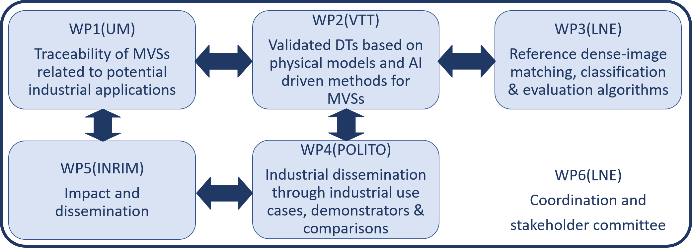 WP1(UM)
Traceability of MVSs
related to potential
industrial applications
WP2(VTT)
Validated DTs based on
physical models and AI
driven methods for
MVSs
WP3(LNE)
Reference dense-image
matching, classification
& evaluation algorithms
WP5(INRIM)
Impact and
dissemination
WP4(POLITO)
Industrial dissemination
through industrial use
cases, demonstrators &
comparisons
WP6(LNE)
Coordination and
stakeholder committee